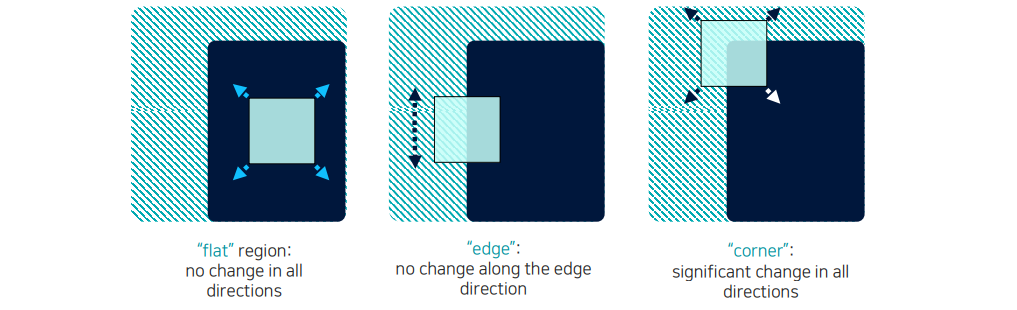 “flat” region:
no change in all
directions
“edge”:
no change along the edge
direction
“corner”:
significant change in all
directions